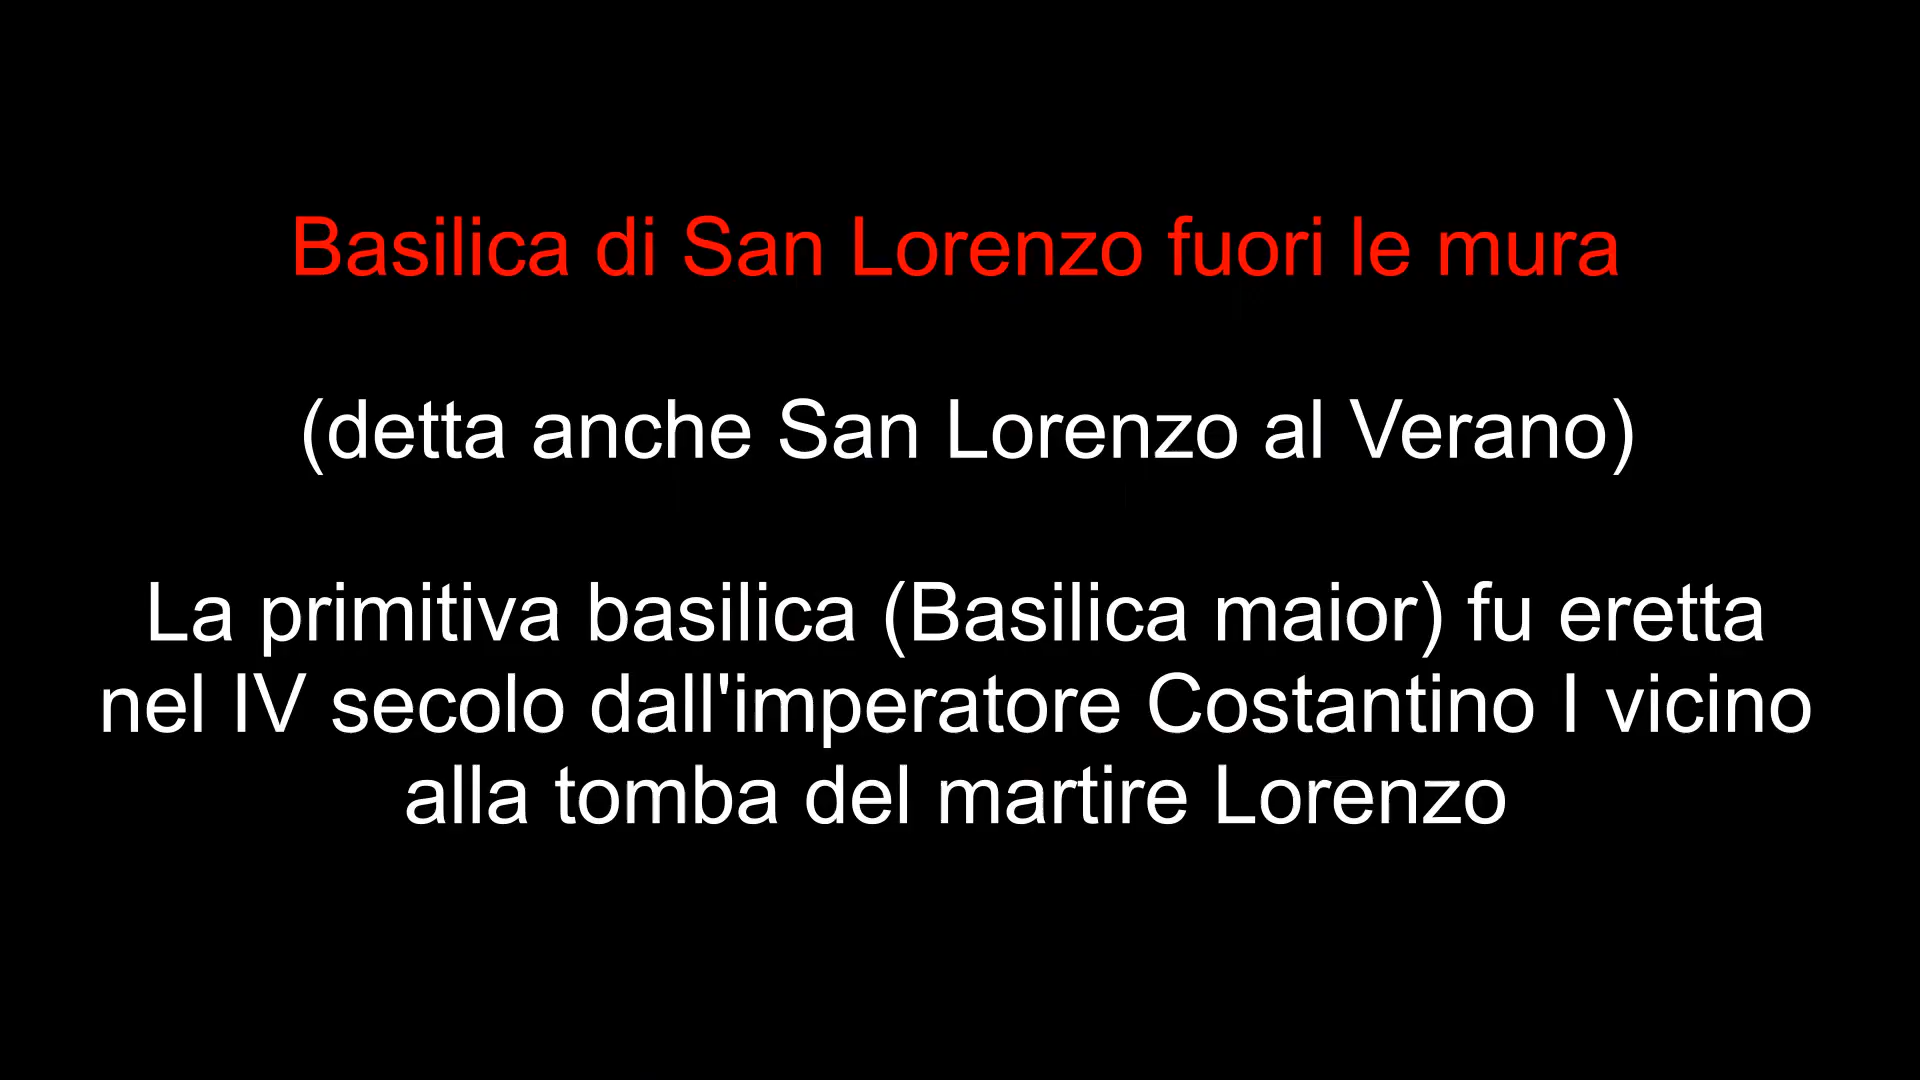 Basilica di San Lorenzo fuori le mura
(detta anche San Lorenzo al Verano)
La primitiva basilica (Basilica maior) fu eretta
nel IV secolo dall'imperatore Costantino I vicino
alla tomba del martire Lorenzo